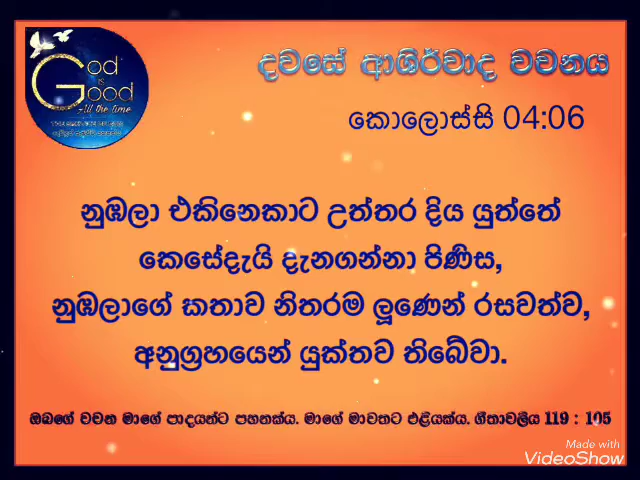 God
is
Good
All the time
දවසේ ආශිර්වාද වචනය
කොලොස්සි 04:06
නුඹලා එකිනෙකාට උත්තර දිය යුත්තේ
කෙසේදැයි දැනගන්නා පිණිස,
නුඹලාගේ කතාව නිතරම ලූණෙන් රසවත්ව,
අනුග්‍රහයෙන් යුක්තව තිබේවා.
ඔබගේ වචන මාගේ පාදයන්ට පහනක්ය. මාගේ මාවතට එළියක්ය. ගීතාවලිය 119 : 105
Made with
VideoShow